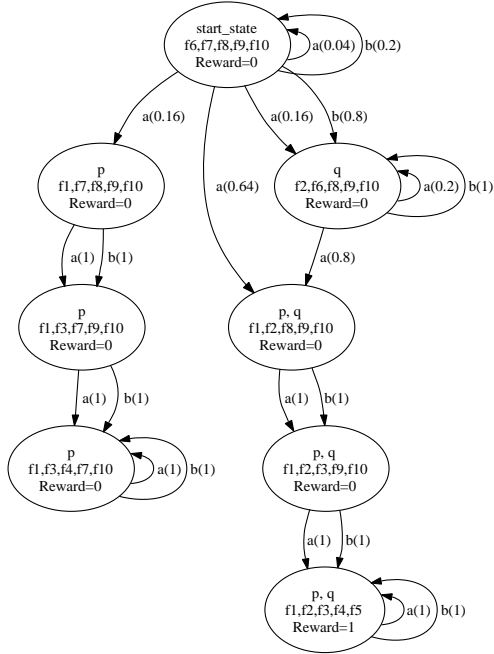 start_state
f6,f7,f8,f9,f10
Reward=0
a(0.04)
b(0.2)
a(0.16)
a(0.16)
b(0.8)
a(0.64)
p
f1,f7,f8,f9,f10
Reward=0
q
f2,f6,f8,f9,f10
Reward=0
a(0.2)
b(1)
a(1)
b(1)
a(0.8)
p
f1,f3,f7,f9,f10
Reward=0
p, q
f1,f2,f8,f9,f10
Reward=0
a(1)
b(1)
a(1)
b(1)
p
f1,f3,f4,f7,f10
Reward=0
a(1)
b(1)
p, q
f1,f2,f3,f9,f10
Reward=0
a(1)
b(1)
p, q
f1,f2,f3,f4,f5
Reward=1
a(1)
b(1)